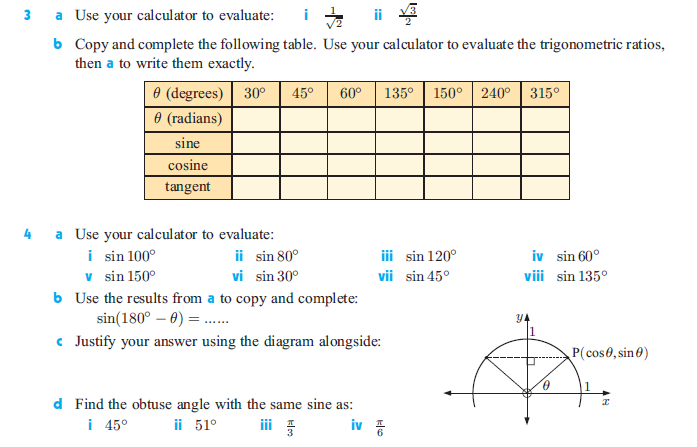 3 a Use your calculator to evaluate: i 1/√2 ii √3/2
b Copy and complete the following table. Use your calculator to evaluate the trigonometric ratios,
then a to write them exactly.
θ (degrees) 30° 45° 60° 135° 150° 240° 315°
θ (radians)
sine
cosine
tangent
4 a Use your calculator to evaluate:
i sin 100° ii sin 80° iii sin 120° iv sin 60°
v sin 150° vi sin 30° vii sin 45° viii sin 135°
b Use the results from a to copy and complete:
sin(180° − θ) = ......
c Justify your answer using the diagram alongside:
y
1
P(cos θ, sin θ)
θ
1
x
d Find the obtuse angle with the same sine as:
i 45° ii 51° iii π/3 iv π/6